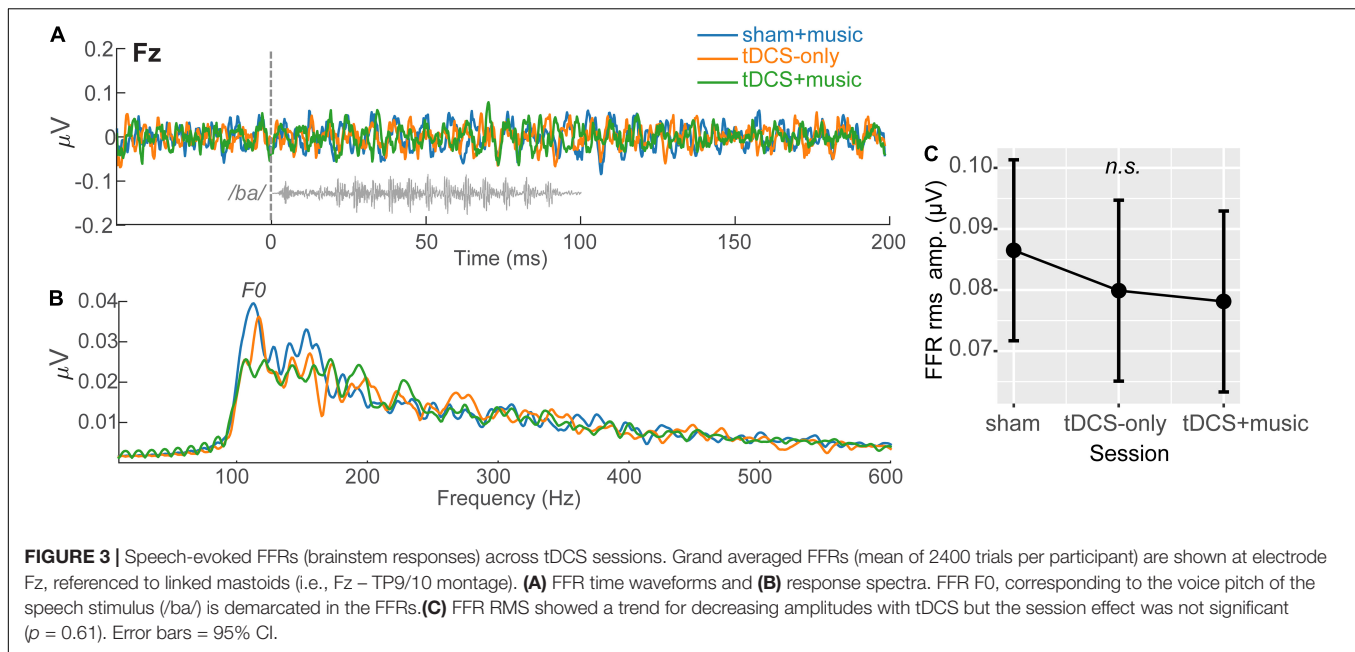 A
Fz
sham+music
tDCS-only
tDCS+music
0.2
0.1
0
-0.1
-0.2
μV
/ba/
0
50
100
150
200
Time (ms)
B
F0
0.04
0.03
0.02
0.01
μV
100
200
300
400
500
600
Frequency (Hz)
C
n.s.
0.10
0.09
0.08
0.07
FFR rms amp. (μV)
sham
tDCS-only
tDCS+music
Session
FIGURE 3 | Speech-evoked FFRs (brainstem responses) across tDCS sessions. Grand averaged FFRs (mean of 2400 trials per participant) are shown at electrode
Fz, referenced to linked mastoids (i.e., Fz – TP9/10 montage). (A) FFR time waveforms and (B) response spectra. FFR F0, corresponding to the voice pitch of the
speech stimulus (/ba/) is demarcated in the FFRs.(C) FFR RMS showed a trend for decreasing amplitudes with tDCS but the session effect was not significant
(p = 0.61). Error bars = 95% CI.